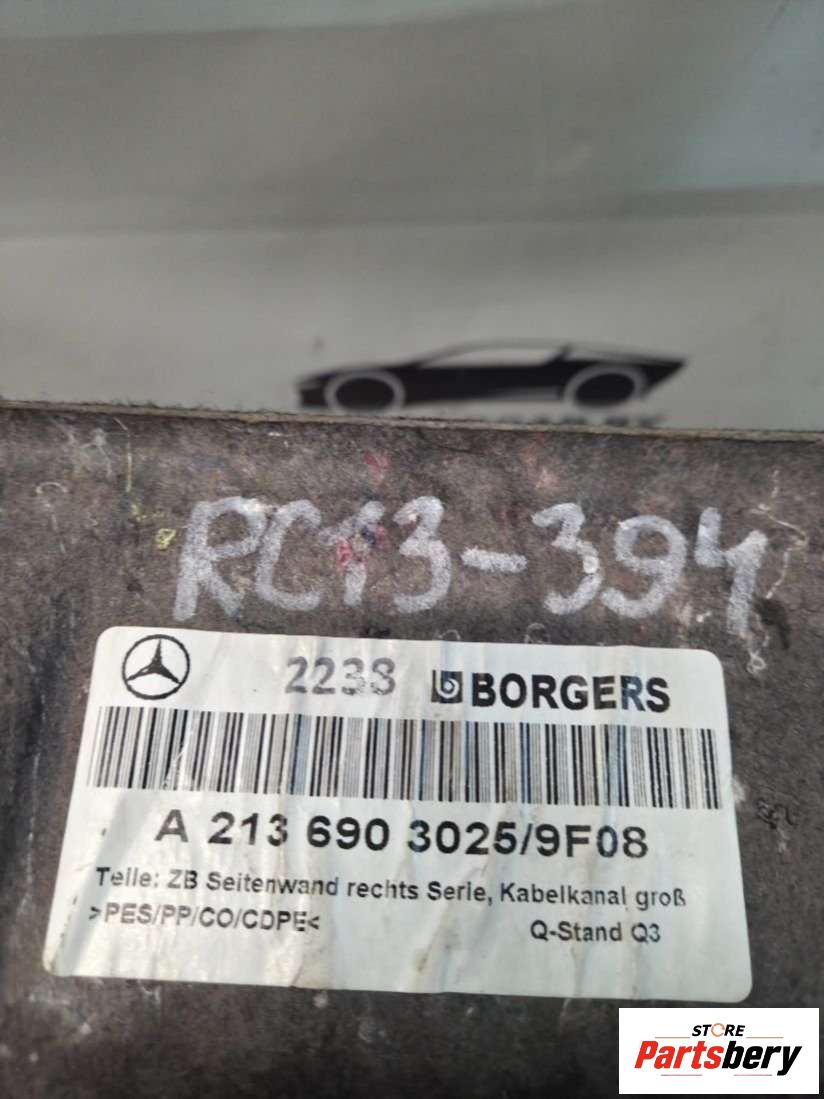 RC13-394
2238 BORGERS
A 213 690 3025/9F08
Teile: ZB Seitenwand rechts Serie, Kabelkanal groß
>PES/PP/CO/CDPE<
Q-Stand Q3
STORE
Partsbery